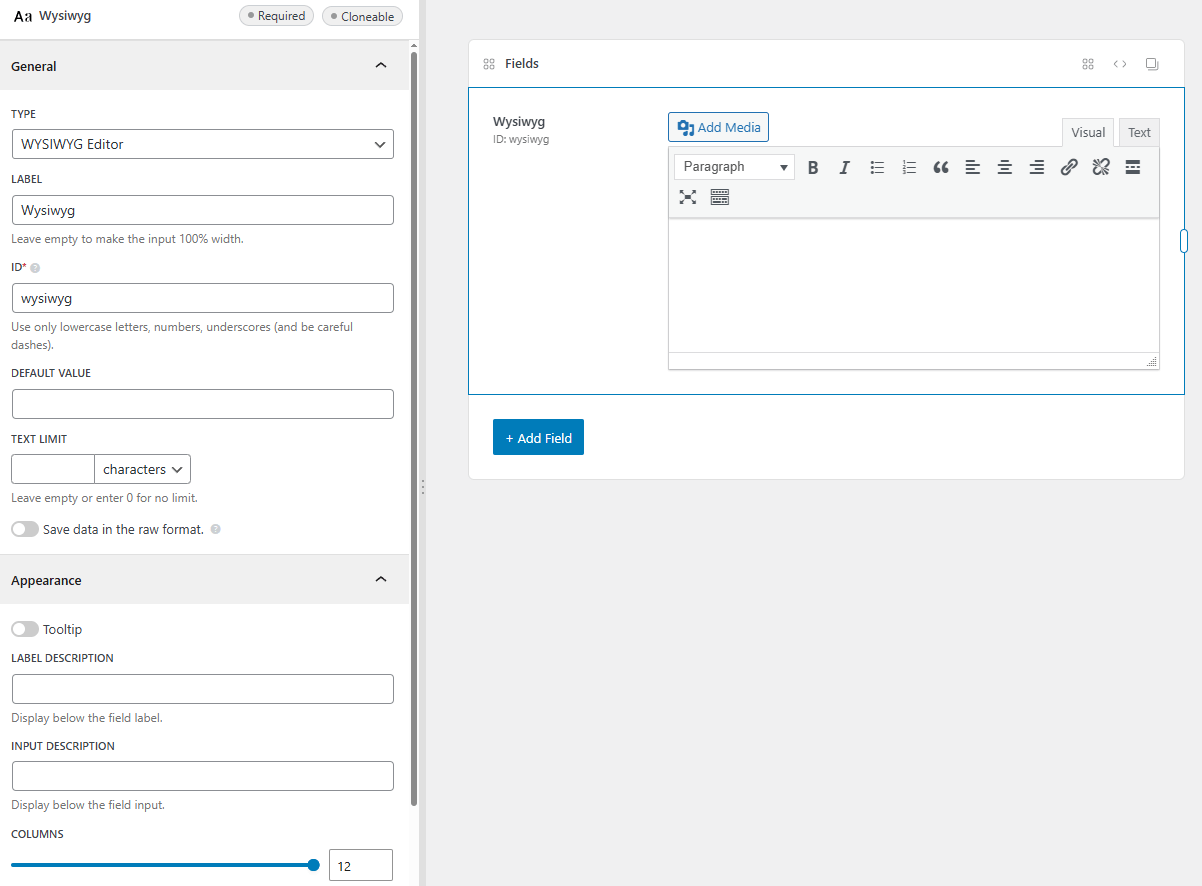 Aa Wysiwyg
Required
Cloneable
General
TYPE
WYSIWYG Editor
LABEL
Wysiwyg
Leave empty to make the input 100% width.
ID*
wysiwyg
Use only lowercase letters, numbers, underscores (and be careful
dashes).
DEFAULT VALUE
TEXT LIMIT
characters
Leave empty or enter 0 for no limit.
Save data in the raw format.
Appearance
Tooltip
LABEL DESCRIPTION
Display below the field label.
INPUT DESCRIPTION
Display below the field input.
COLUMNS
12
Fields
Wysiwyg
ID: wysiwyg
Add Media
Visual
Text
Paragraph
+ Add Field